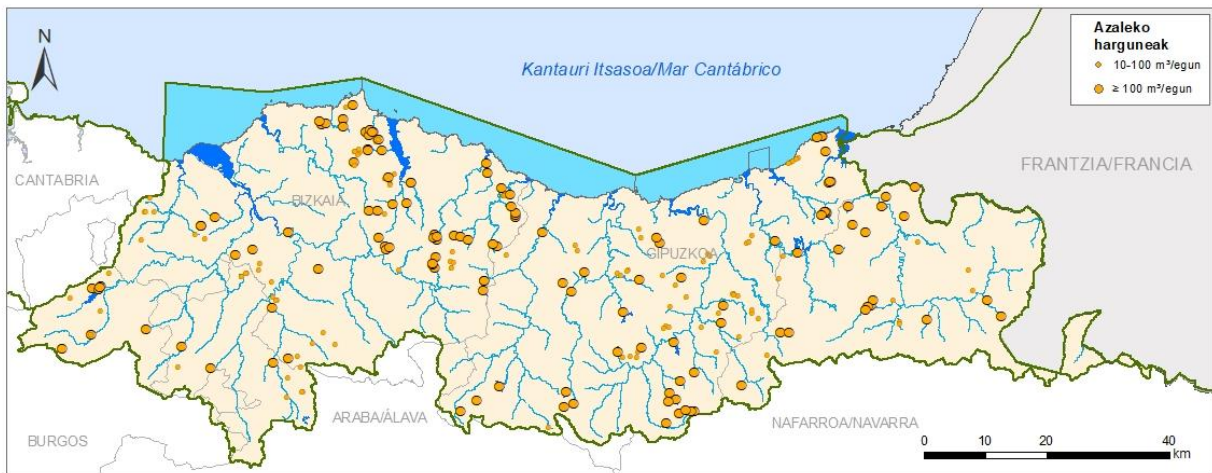 N
Kantauri Itsasoa/Mar Cantábrico
Azaleko
harguneak
10-100 m³/egun
≥ 100 m³/egun
FRANTZIA/FRANCIA
CANTABRIA
BIZKAIA
GIPUZKOA
ARABA/ÁLAVA
NAFARROA/NAVARRA
BURGOS
0 10 20 40
km